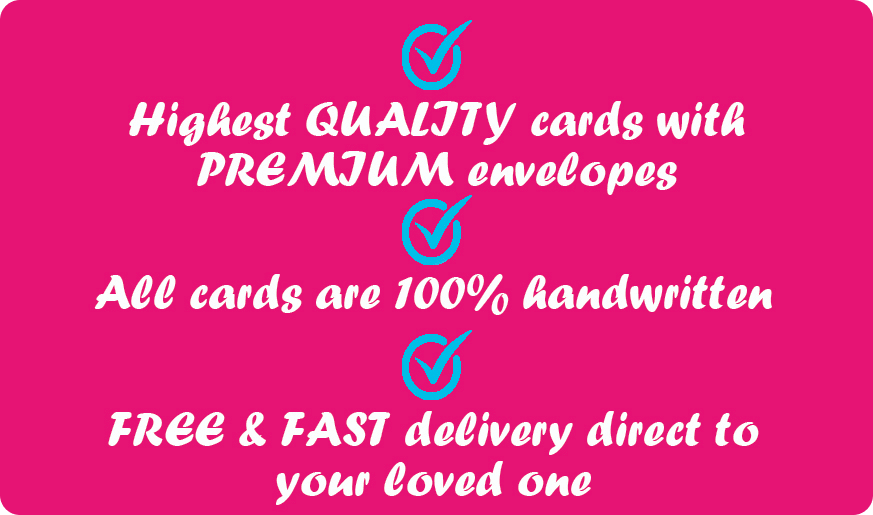 Highest QUALITY cards with
PREMIUM envelopes
All cards are 100% handwritten
FREE & FAST delivery direct to
your loved one